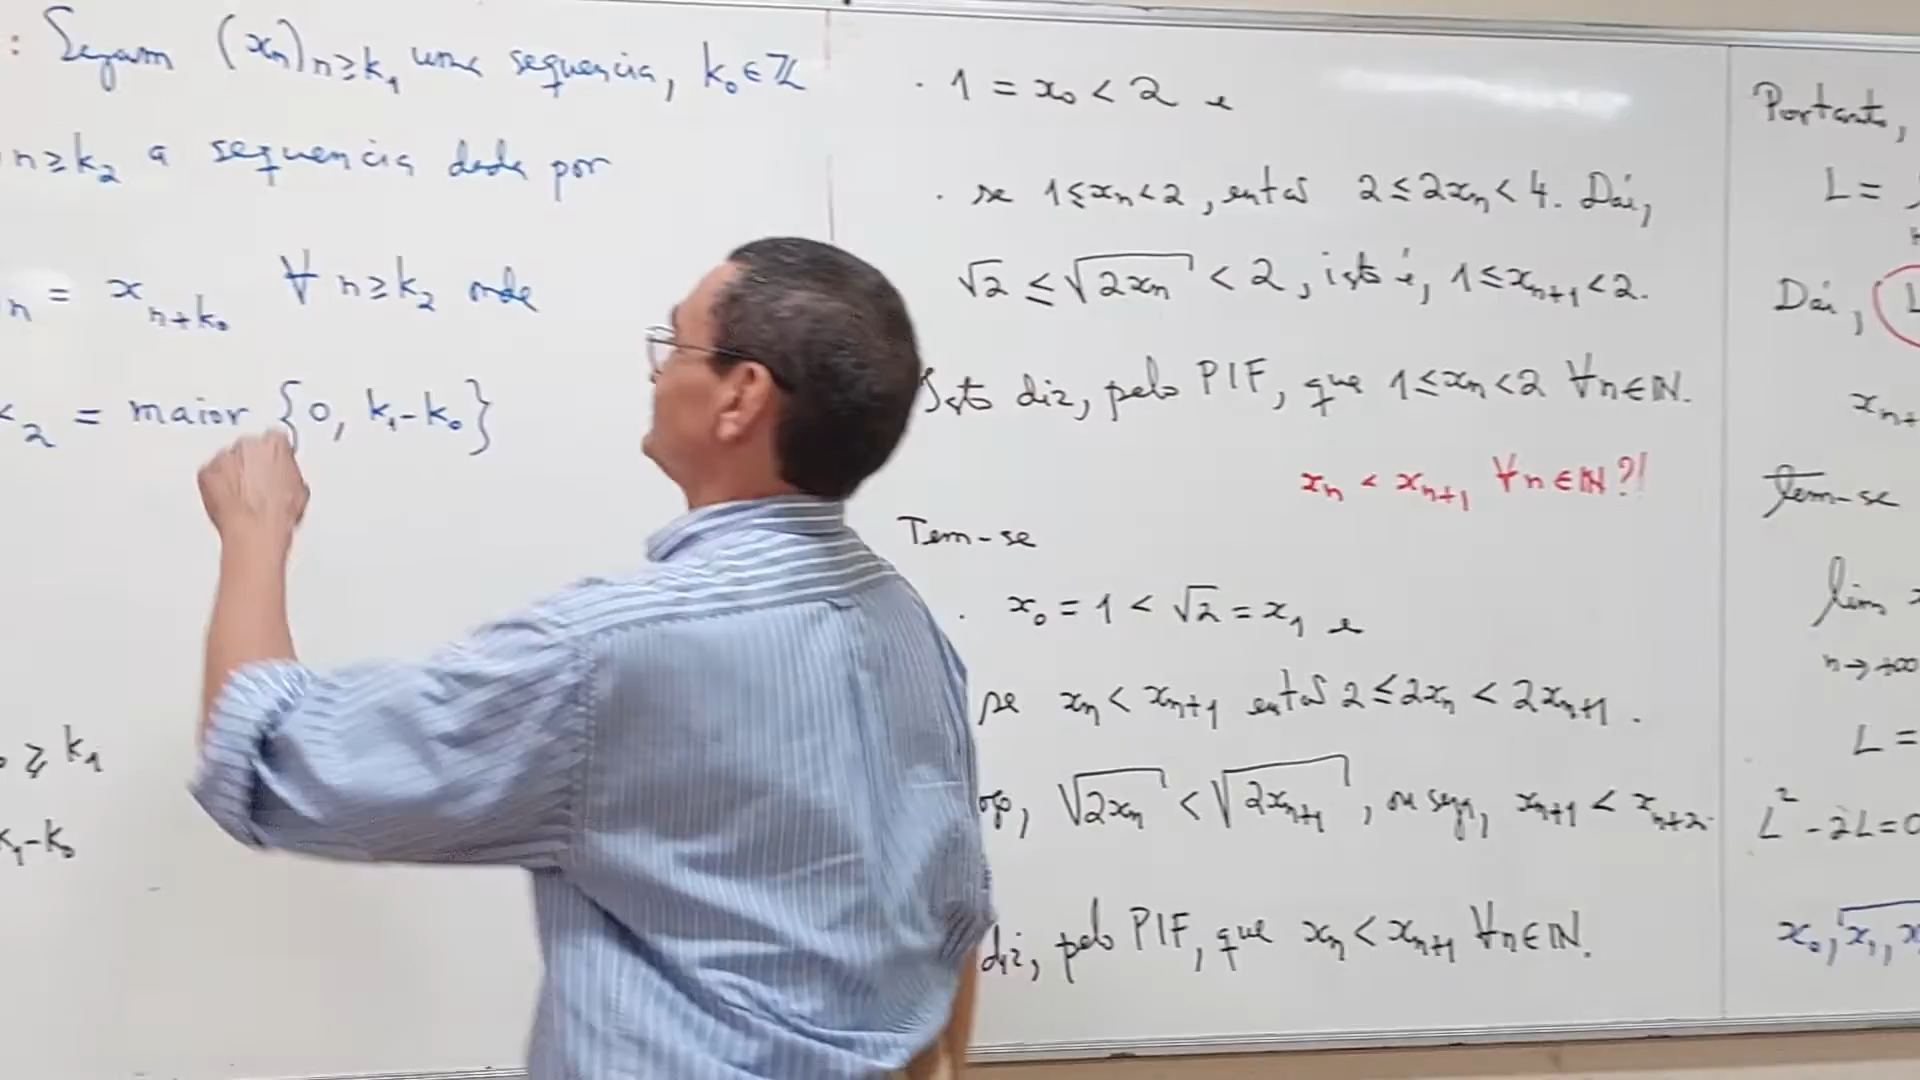 : Sejam (xₙ)ₙ≥k₁ uma sequencia, k₀ ∈ ℤ
n≥k₂ a sequencia dada por
n = xₙ₊k₀ ∀ n≥k₂ onde
k₂ = maior {0, k₁-k₀}
≥ k₁
k₁-k₀
· 1 = x₀ < 2 e
· se 1≤xₙ<2, entao 2≤2xₙ<4. Daí,
√2 ≤ √2xₙ < 2, isto é, 1≤xₙ₊₁<2.
Isto diz, pelo PIF, que 1≤xₙ<2 ∀n∈ℕ.
xₙ < xₙ₊₁ ∀n∈ℕ?!
Tem-se
· x₀ = 1 < √2 = x₁ e
se xₙ < xₙ₊₁ entao 2≤2xₙ < 2xₙ₊₁.
√2xₙ < √2xₙ₊₁, ou seja, xₙ₊₁ < xₙ₊₂.
diz, pelo PIF, que xₙ < xₙ₊₁ ∀n∈ℕ.
Portanto,
L =
Daí, L
xₙ₊
Tem-se
lim
n→+∞
L =
L² - 2L = 0
x₀, x₁,